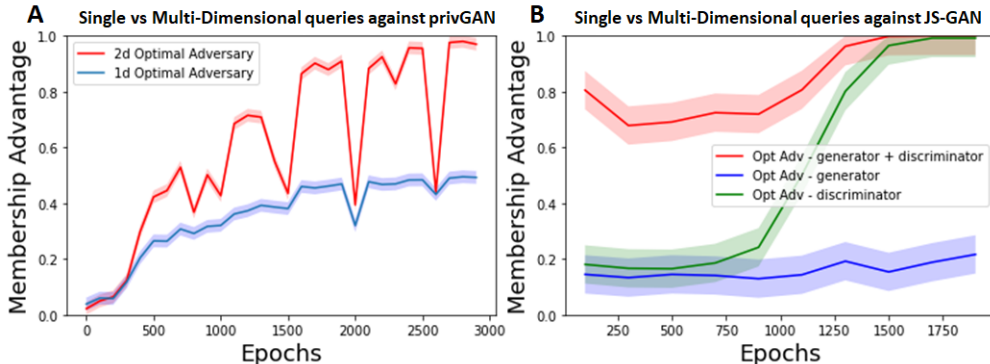 A
Single vs Multi-Dimensional queries against privGAN
Membership Advantage
1.0
0.8
0.6
0.4
0.2
0.0
2d Optimal Adversary
1d Optimal Adversary
0
500
1000
1500
2000
2500
3000
Epochs
B
Single vs Multi-Dimensional queries against JS-GAN
Membership Advantage
1.0
0.8
0.6
0.4
0.2
0.0
Opt Adv - generator + discriminator
Opt Adv - generator
Opt Adv - discriminator
250
500
750
1000
1250
1500
1750
Epochs